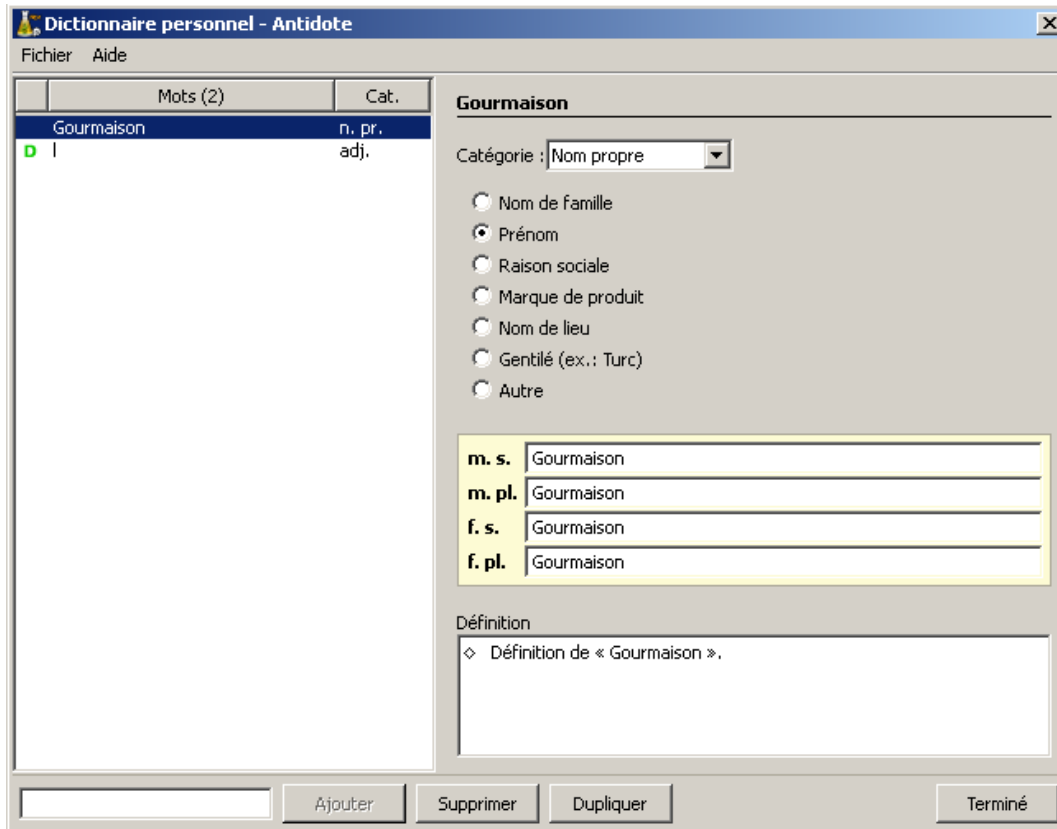 Dictionnaire personnel - Antidote
Fichier Aide
Mots (2) Cat.
Gourmaison n. pr.
D l adj.
Gourmaison
Catégorie : Nom propre
Nom de famille
Prénom
Raison sociale
Marque de produit
Nom de lieu
Gentilé (ex.: Turc)
Autre
m. s. Gourmaison
m. pl. Gourmaison
f. s. Gourmaison
f. pl. Gourmaison
Définition
◇ Définition de « Gourmaison ».
Ajouter Supprimer Dupliquer Terminé